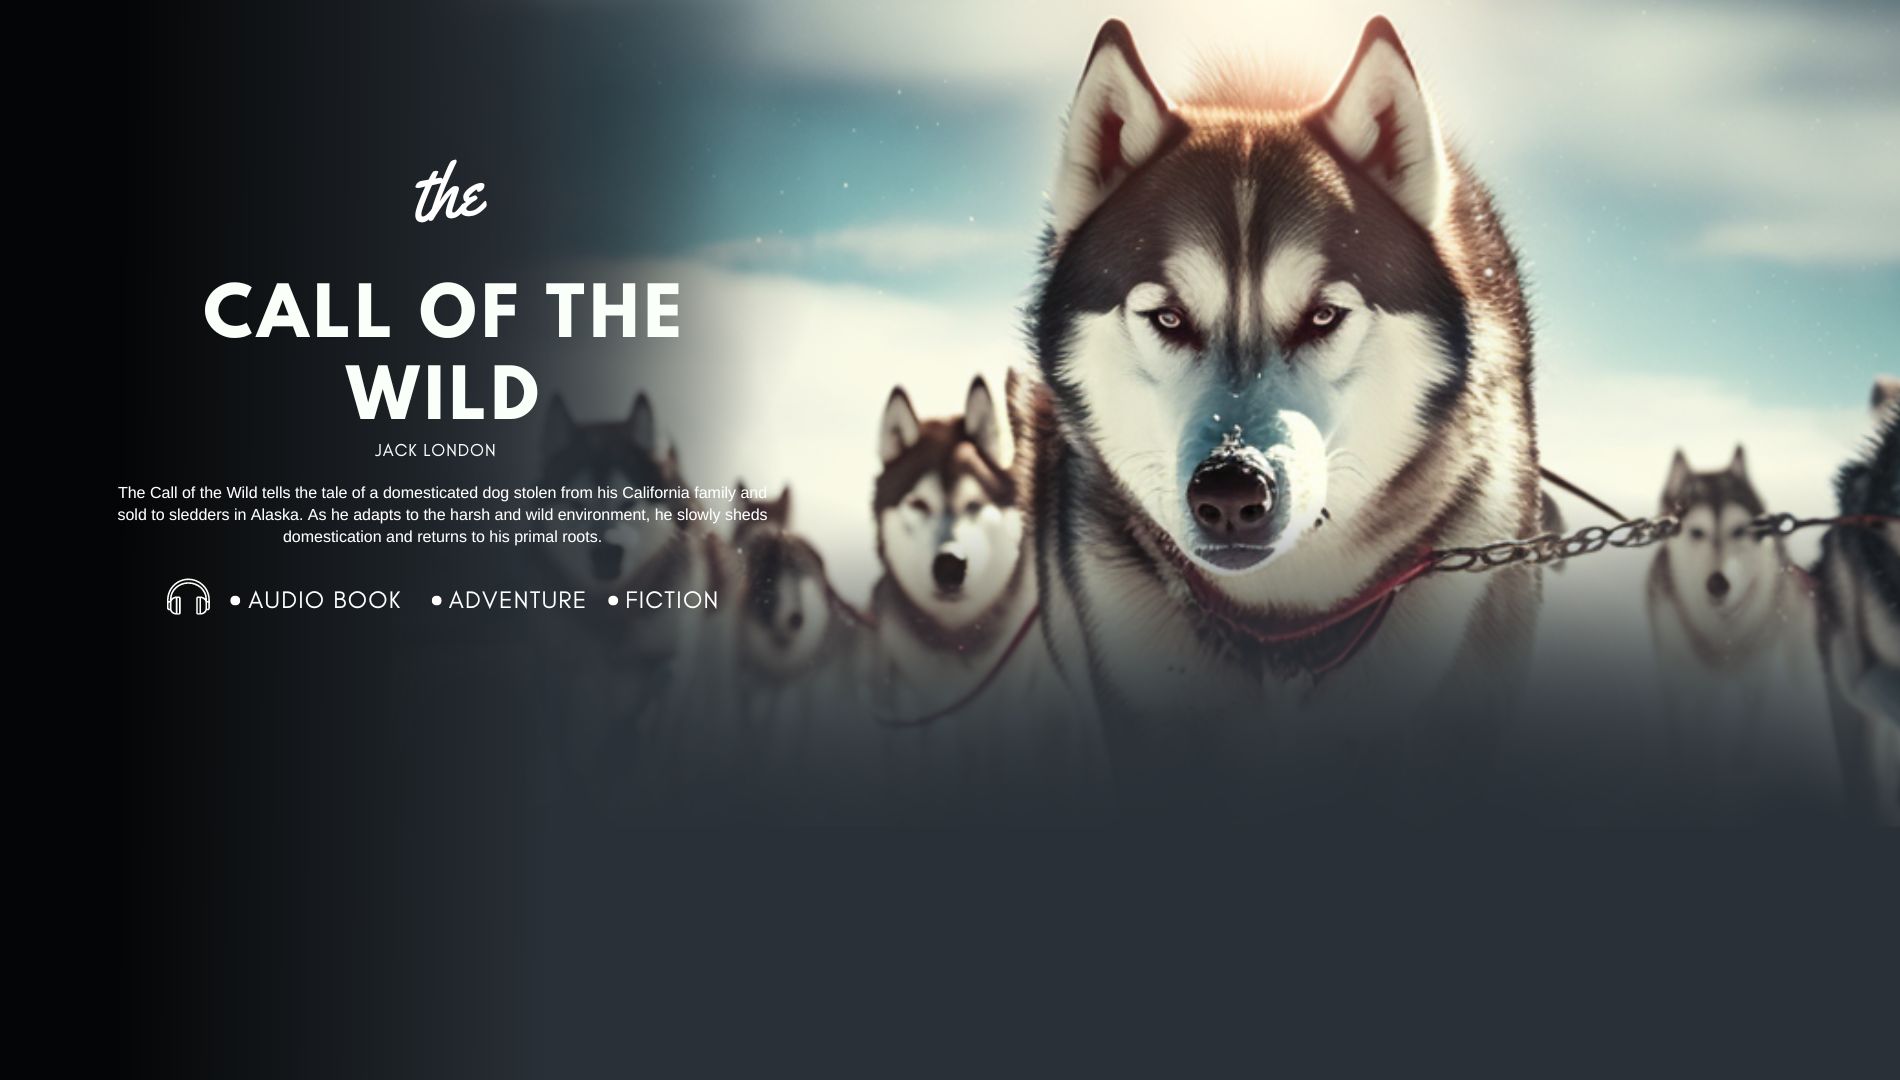 the
CALL OF THE
WILD
JACK LONDON
The Call of the Wild tells the tale of a domesticated dog stolen from his California family and
sold to sledders in Alaska. As he adapts to the harsh and wild environment, he slowly sheds
domestication and returns to his primal roots.
• AUDIO BOOK • ADVENTURE • FICTION